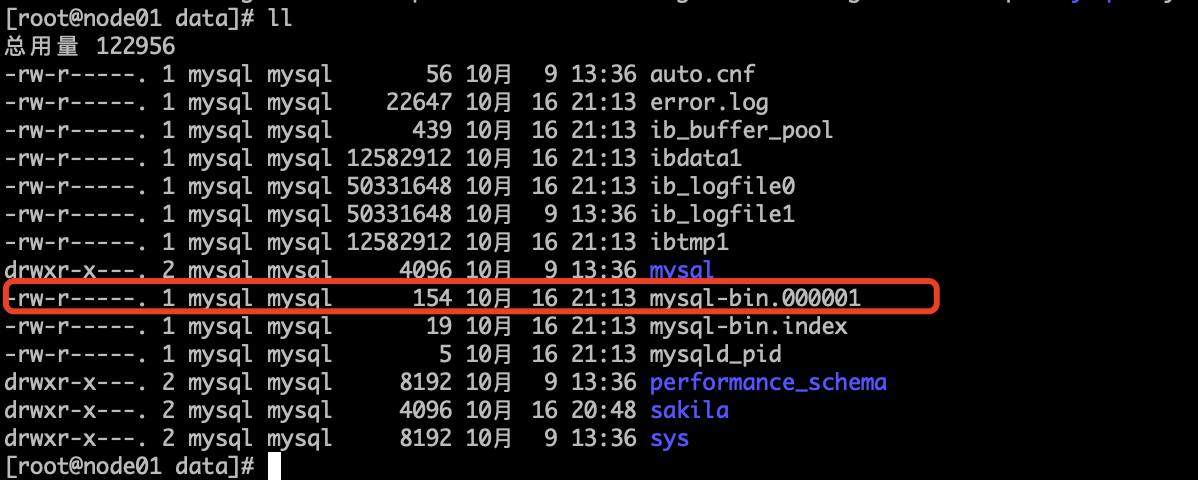 [root@node01 data]# ll
总用量 122956
-rw-r-----. 1 mysql mysql       56 10月  9 13:36 auto.cnf
-rw-r-----. 1 mysql mysql    22647 10月 16 21:13 error.log
-rw-r-----. 1 mysql mysql      439 10月 16 21:13 ib_buffer_pool
-rw-r-----. 1 mysql mysql 12582912 10月 16 21:13 ibdata1
-rw-r-----. 1 mysql mysql 50331648 10月 16 21:13 ib_logfile0
-rw-r-----. 1 mysql mysql 50331648 10月  9 13:36 ib_logfile1
-rw-r-----. 1 mysql mysql 12582912 10月 16 21:13 ibtmp1
drwxr-x---. 2 mysql mysql     4096 10月  9 13:36 mysql
-rw-r-----. 1 mysql mysql      154 10月 16 21:13 mysql-bin.000001
-rw-r-----. 1 mysql mysql       19 10月 16 21:13 mysql-bin.index
-rw-r-----. 1 mysql mysql        5 10月 16 21:13 mysqld_pid
drwxr-x---. 2 mysql mysql     8192 10月  9 13:36 performance_schema
drwxr-x---. 2 mysql mysql     4096 10月 16 20:48 sakila
drwxr-x---. 2 mysql mysql     8192 10月  9 13:36 sys
[root@node01 data]#